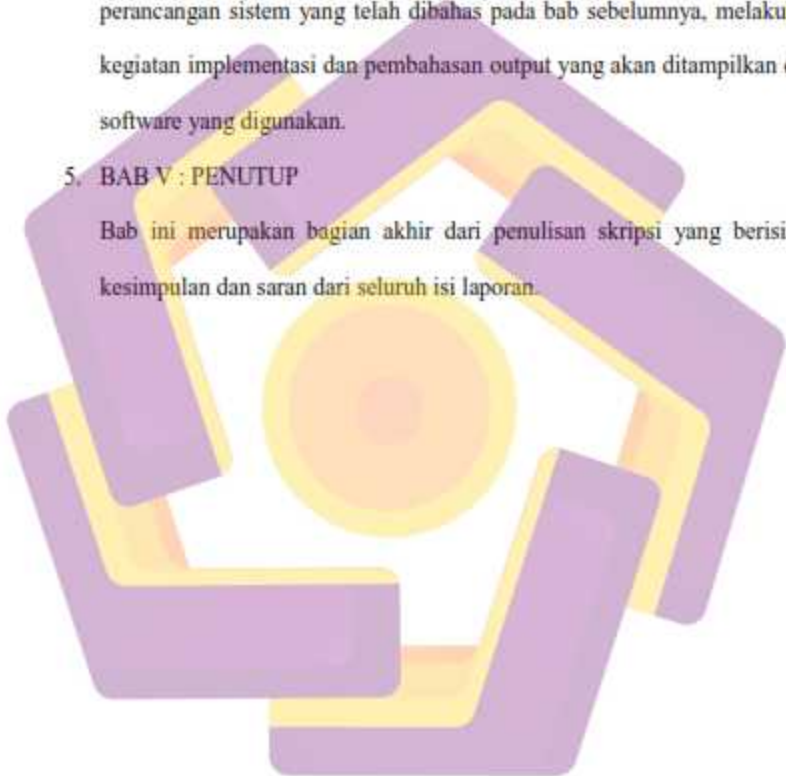 perancangan sistem yang telah dibahas pada bab sebelumnya, melaku
kegiatan implementasi dan pembahasan output yang akan ditampilkan
software yang digunakan.
5. BAB V : PENUTUP
Bab ini merupakan bagian akhir dari penulisan skripsi yang berisi
kesimpulan dan saran dari seluruh isi laporan.